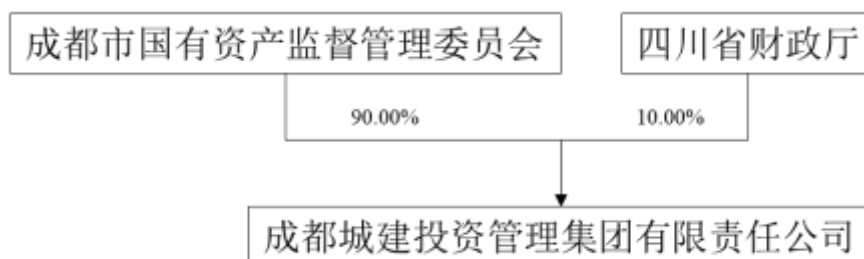 成都市国有资产监督管理委员会
四川省财政厅
90.00%
10.00%
成都城建投资管理集团有限责任公司